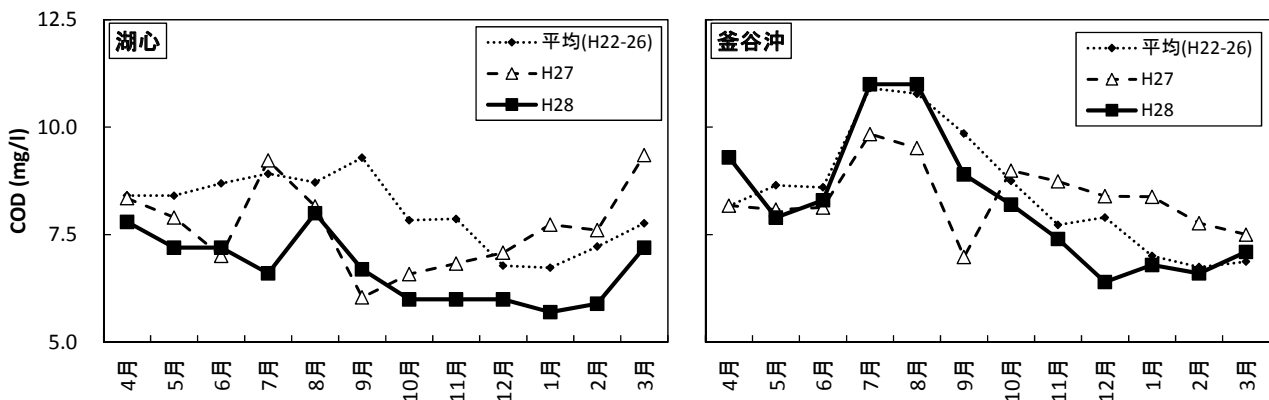 湖心
平均(H22-26)
H27
H28
COD (mg/l)
12.5
10.0
7.5
5.0
4月
5月
6月
7月
8月
9月
10月
11月
12月
1月
2月
3月
釜谷沖
平均(H22-26)
H27
H28
4月
5月
6月
7月
8月
9月
10月
11月
12月
1月
2月
3月